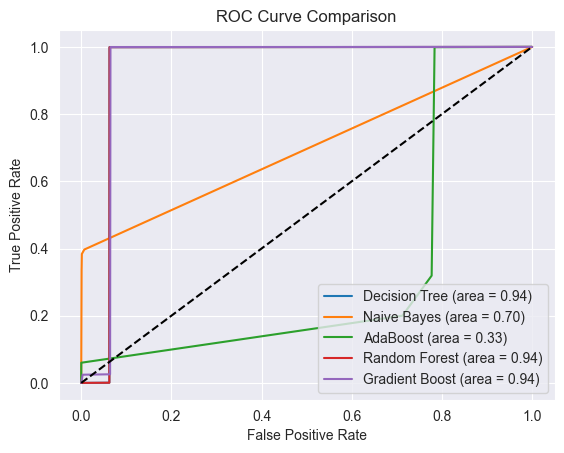 ROC Curve Comparison
True Positive Rate
1.0
0.8
0.6
0.4
0.2
0.0
Decision Tree (area = 0.94)
Naive Bayes (area = 0.70)
AdaBoost (area = 0.33)
Random Forest (area = 0.94)
Gradient Boost (area = 0.94)
0.0 0.2 0.4 0.6 0.8 1.0
False Positive Rate